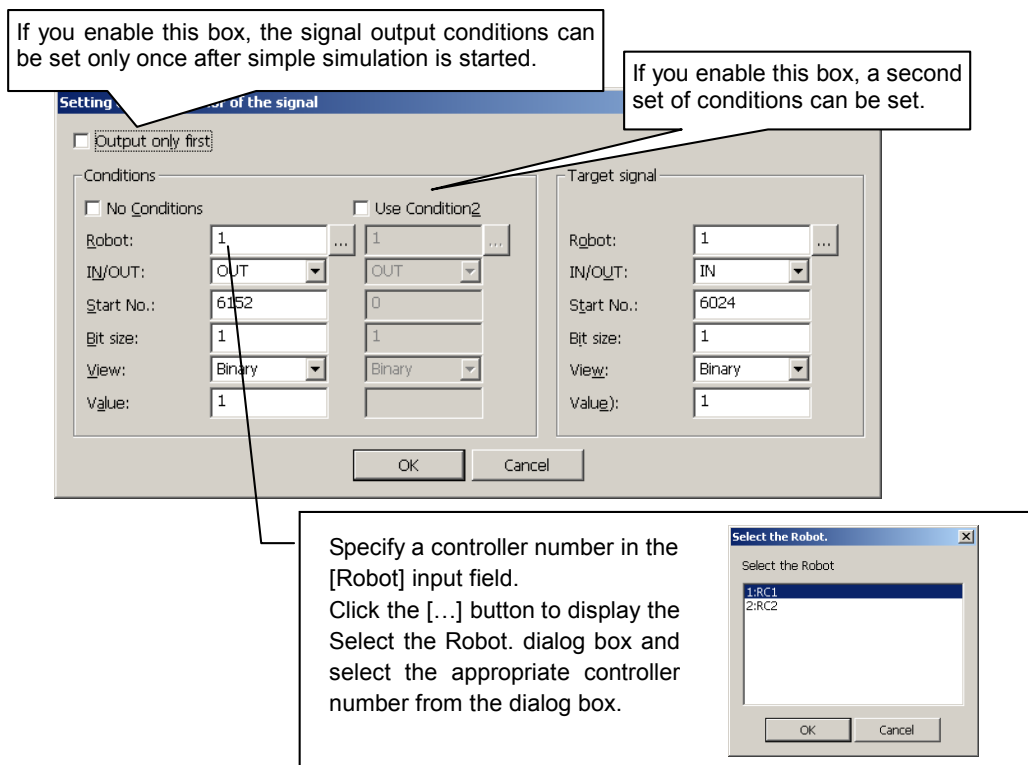 If you enable this box, the signal output conditions can
be set only once after simple simulation is started.
If you enable this box, a second
set of conditions can be set.
Setting of the signal
Output only first
Conditions
No Conditions
Use Condition2
Robot: 1 ... 1 ...
IN/OUT: OUT OUT
Start No.: 6152 0
Bit size: 1 1
View: Binary Binary
Value: 1
Target signal
Robot: 1 ...
IN/OUT: IN
Start No.: 6024
Bit size: 1
View: Binary
Value): 1
OK Cancel
Specify a controller number in the
[Robot] input field.
Click the […] button to display the
Select the Robot. dialog box and
select the appropriate controller
number from the dialog box.
Select the Robot.
Select the Robot
1:RC1
2:RC2
OK Cancel